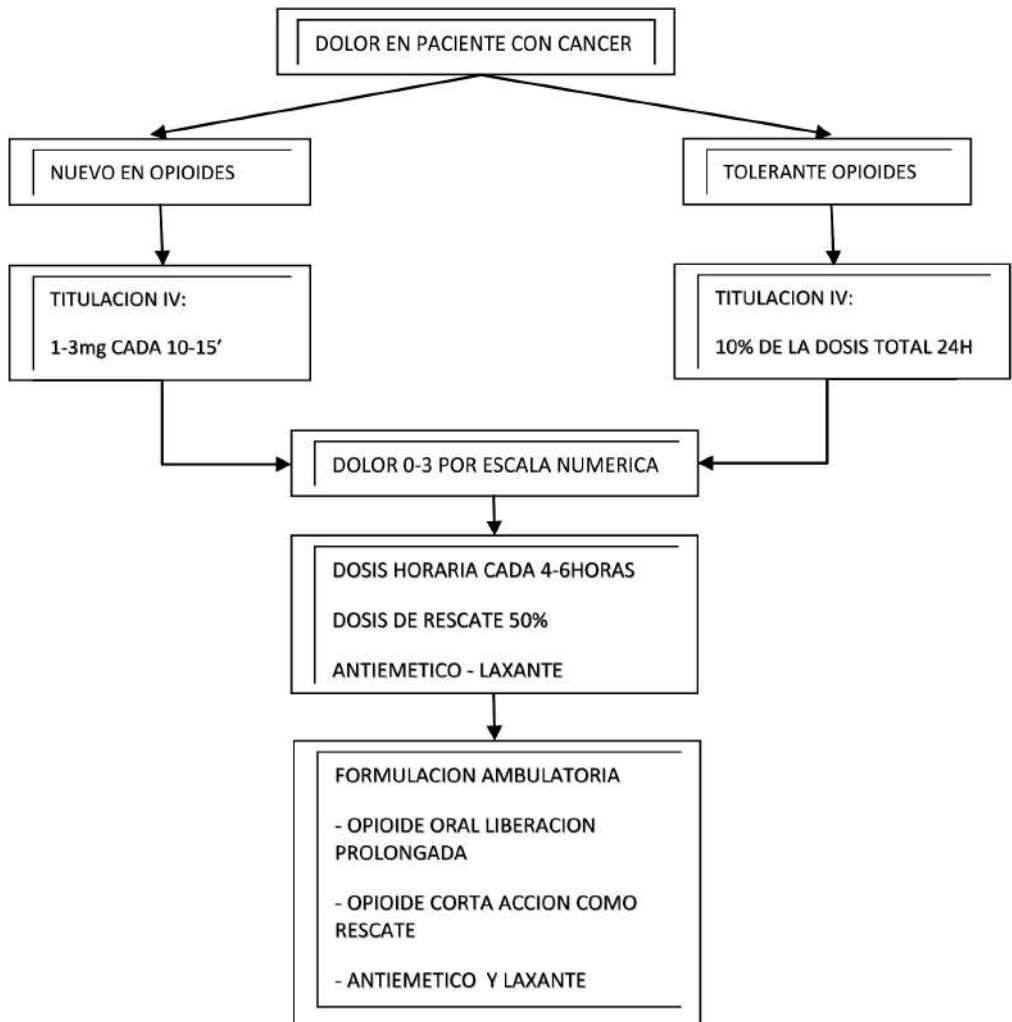 DOLOR EN PACIENTE CON CANCER
NUEVO EN OPIOIDES
TOLERANTE OPIOIDES
TITULACION IV:
1-3mg CADA 10-15’
TITULACION IV:
10% DE LA DOSIS TOTAL 24H
DOLOR 0-3 POR ESCALA NUMERICA
DOSIS HORARIA CADA 4-6HORAS
DOSIS DE RESCATE 50%
ANTIEMETICO - LAXANTE
FORMULACION AMBULATORIA
- OPIOIDE ORAL LIBERACION
PROLONGADA
- OPIOIDE CORTA ACCION COMO
RESCATE
- ANTIEMETICO Y LAXANTE